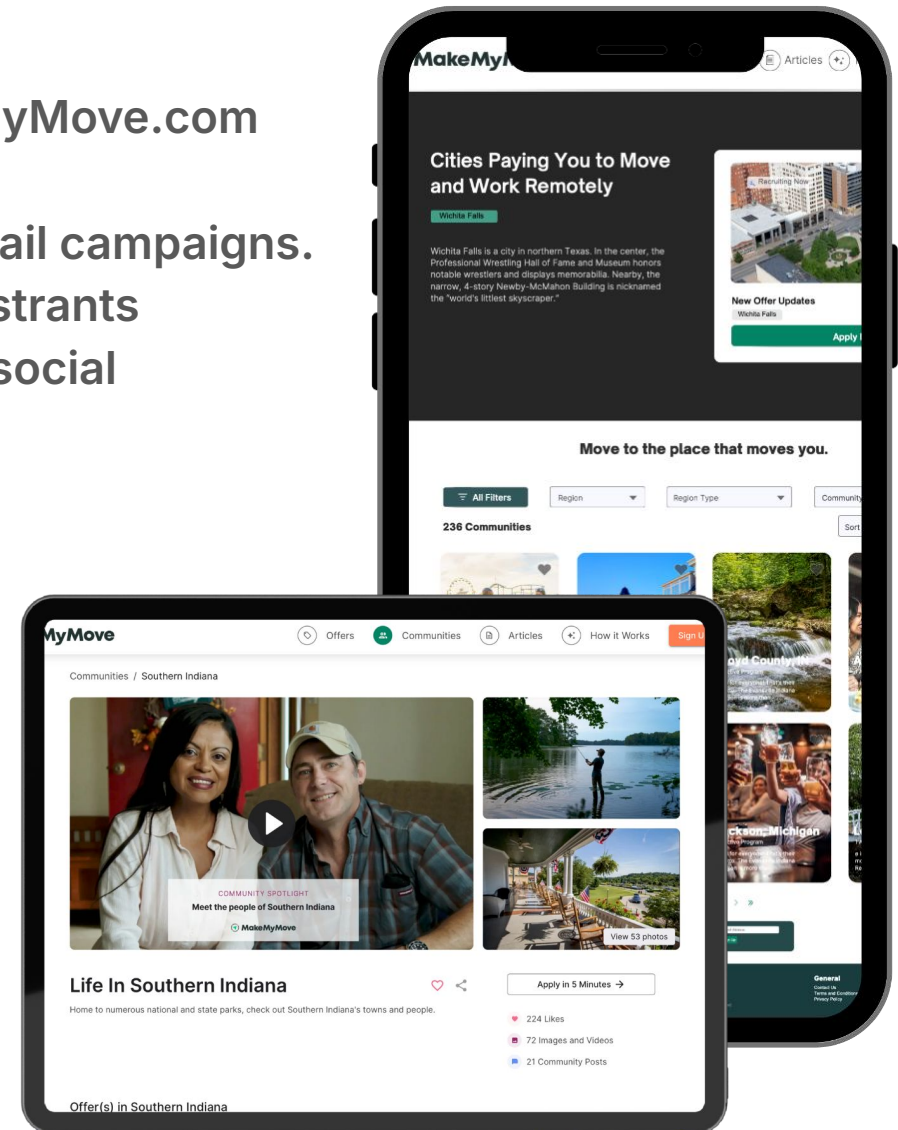 yMove.com
ail campaigns.
strants
social
MakeMyM
Articles
Cities Paying You to Move
and Work Remotely
Wichita Falls
Wichita Falls is a city in northern Texas. In the center, the
Professional Wrestling Hall of Fame and Museum honors
notable wrestlers and displays memorabilia. Nearby, the
narrow, 4-story Newby-McMahon Building is nicknamed
the "world's littlest skyscraper."
Recruiting Now
New Offer Updates
Wichita Falls
Apply
Move to the place that moves you.
All Filters
Region
Region Type
Community
236 Communities
Sort
oyd County, IN
ckson, Michigan
General
Contact Us
Terms and Conditions
Privacy Policy
MyMove
Offers
Communities
Articles
How it Works
Sign U
Communities / Southern Indiana
COMMUNITY SPOTLIGHT
Meet the people of Southern Indiana
MakeMyMove
View 53 photos
Life In Southern Indiana
Home to numerous national and state parks, check out Southern Indiana's towns and people.
Apply in 5 Minutes →
224 Likes
72 Images and Videos
21 Community Posts
Offer(s) in Southern Indiana